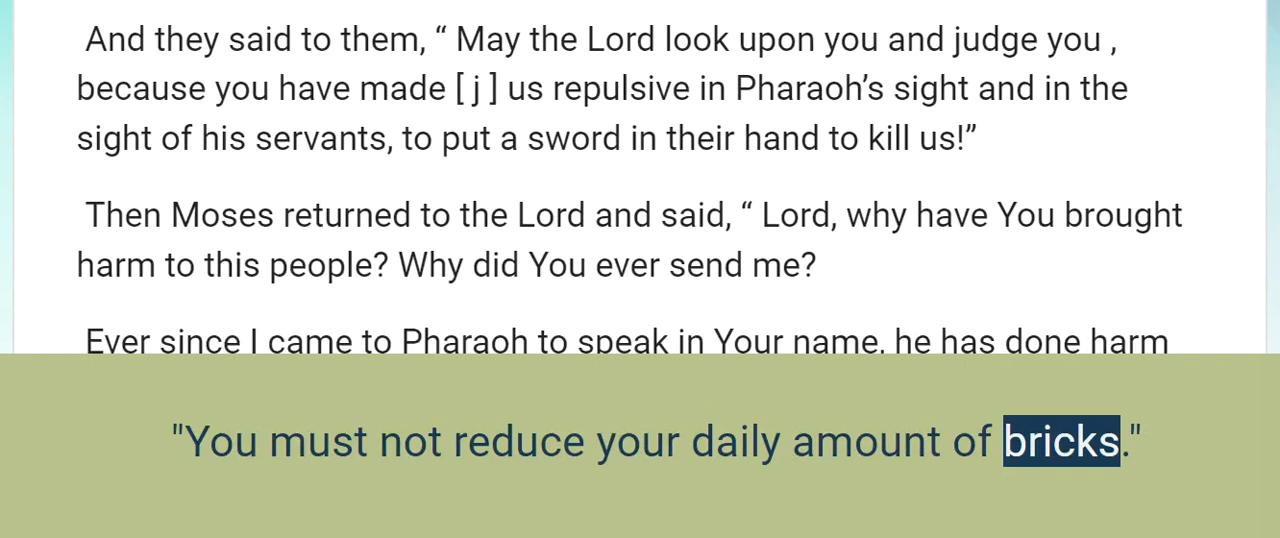 And they said to them, “ May the Lord look upon you and judge you ,
because you have made [ j ] us repulsive in Pharaoh’s sight and in the
sight of his servants, to put a sword in their hand to kill us!”
Then Moses returned to the Lord and said, “ Lord, why have You brought
harm to this people? Why did You ever send me?
Ever since I came to Pharaoh to speak in Your name, he has done harm
"You must not reduce your daily amount of bricks."